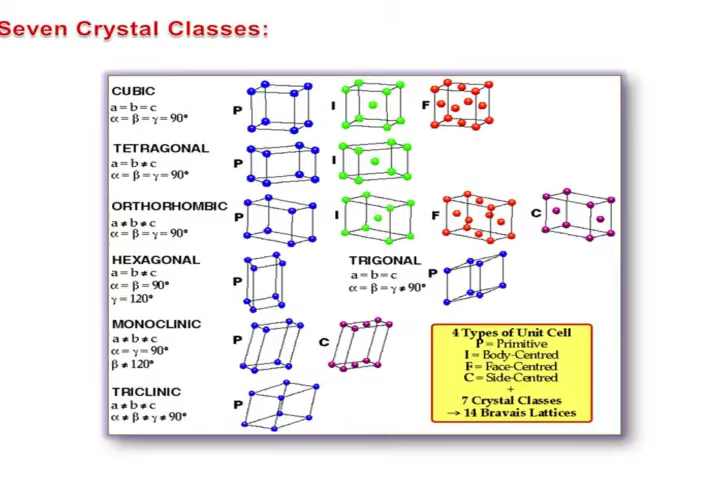 Seven Crystal Classes:
CUBIC
a = b = c
α = β = γ = 90°
P
I
F
TETRAGONAL
a = b ≠ c
α = β = γ = 90°
P
I
ORTHORHOMBIC
a ≠ b ≠ c
α = β = γ = 90°
P
I
F
C
HEXAGONAL
a = b ≠ c
α = β = 90°
γ = 120°
P
TRIGONAL
a = b = c
α = β = γ ≠ 90°
P
MONOCLINIC
a ≠ b ≠ c
α = γ = 90°
β ≠ 120°
P
C
4 Types of Unit Cell
P = Primitive
I = Body-Centred
F = Face-Centred
C = Side-Centred
+
7 Crystal Classes
→ 14 Bravais Lattices
TRICLINIC
a ≠ b ≠ c
α ≠ β ≠ γ ≠ 90°
P